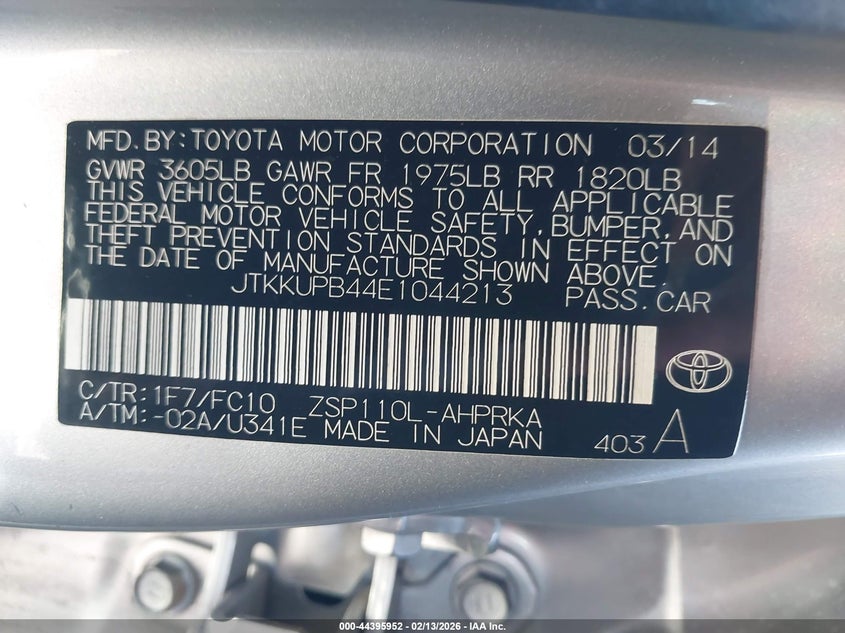 MFD. BY: TOYOTA MOTOR CORPORATION 03/14
GVWR 3605LB GAWR FR 1975LB RR 1820LB
THIS VEHICLE CONFORMS TO ALL APPLICABLE
FEDERAL MOTOR VEHICLE SAFETY, BUMPER, AND
THEFT PREVENTION STANDARDS IN EFFECT ON
THE DATE OF MANUFACTURE SHOWN ABOVE.
JTKKUPB44E1044213 PASS. CAR
C/TR: 1F7/FC10 ZSP110L-AHPRKA
A/TM: -02A/U341E MADE IN JAPAN 403 A
000-44395952 - 02/13/2026 - IAA Inc.